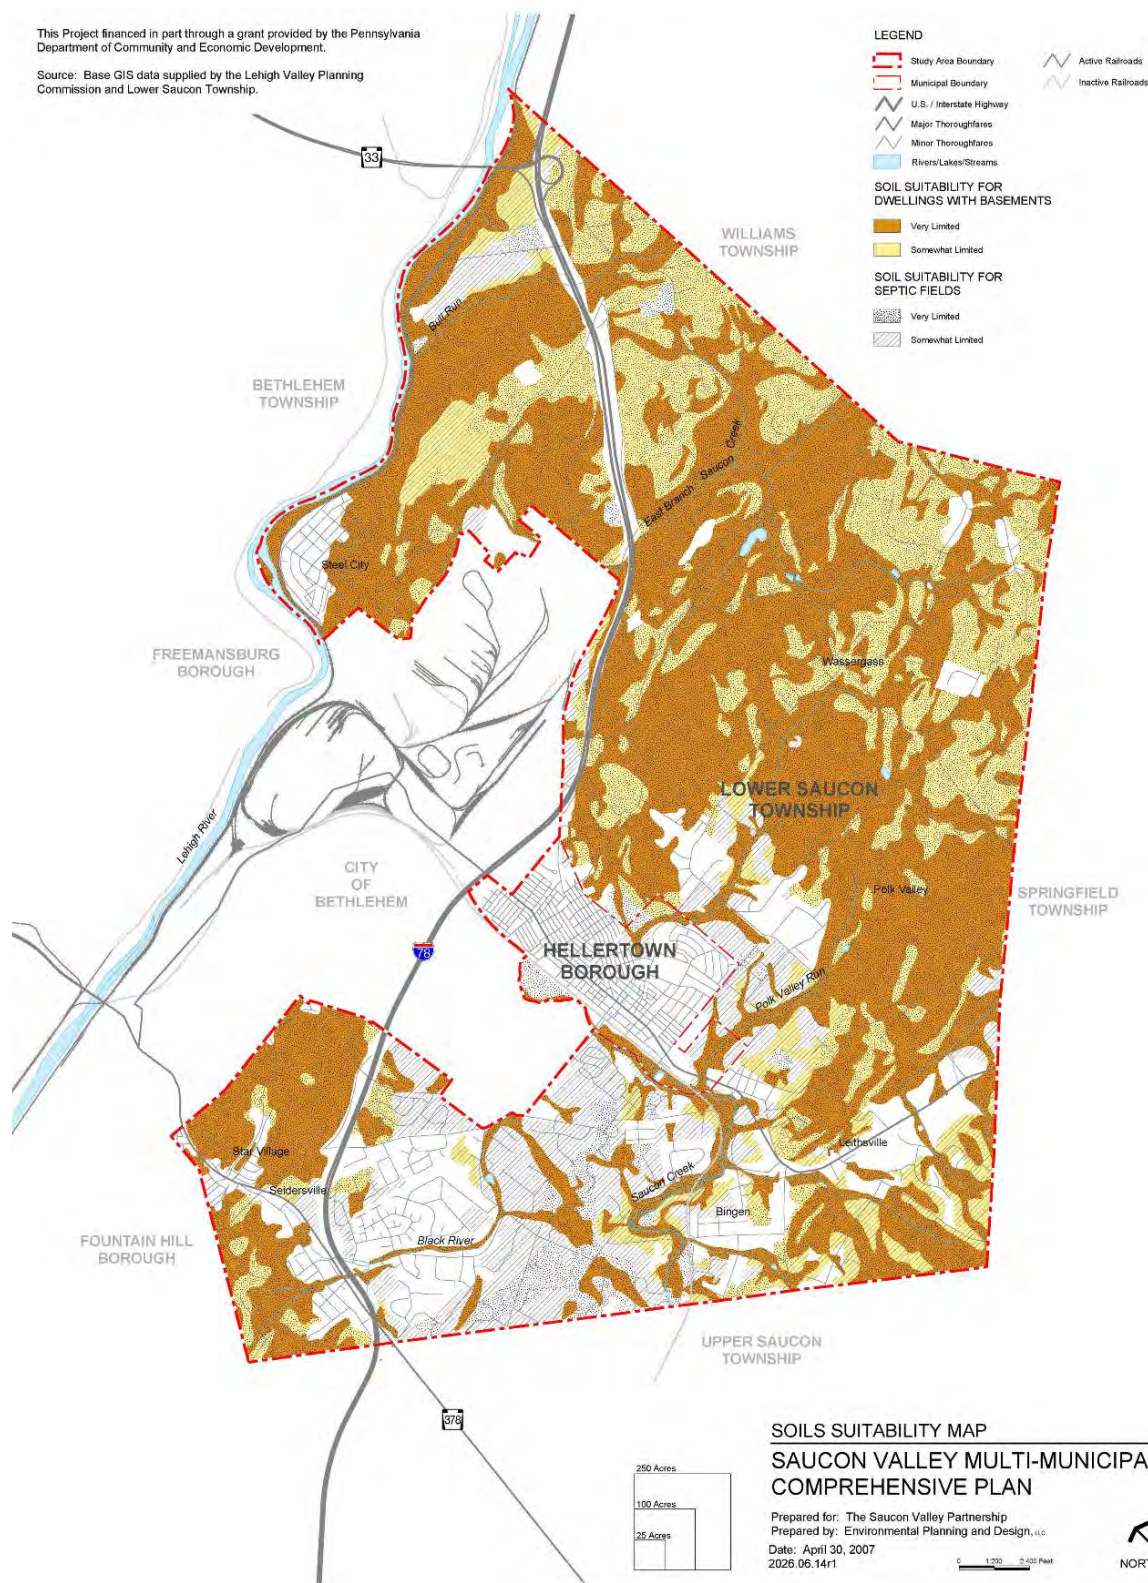 This Project financed in part through a grant provided by the Pennsylvania
Department of Community and Economic Development.
Source: Base GIS data supplied by the Lehigh Valley Planning
Commission and Lower Saucon Township.
LEGEND
Study Area Boundary
Municipal Boundary
U.S. / Interstate Highway
Major Thoroughfares
Minor Thoroughfares
Rivers/Lakes/Streams
Active Railroads
Inactive Railroads
SOIL SUITABILITY FOR
DWELLINGS WITH BASEMENTS
Very Limited
Somewhat Limited
SOIL SUITABILITY FOR
SEPTIC FIELDS
Very Limited
Somewhat Limited
33
WILLIAMS
TOWNSHIP
Bull Run
BETHLEHEM
TOWNSHIP
East Branch Saucon Creek
Steel City
FREEMANSBURG
BOROUGH
Wassergass
LOWER SAUCON
TOWNSHIP
Lehigh River
CITY
OF
BETHLEHEM
Polk Valley
SPRINGFIELD
TOWNSHIP
78
HELLERTOWN
BOROUGH
Polk Valley Run
Star Village
Seidersville
Leithsville
Saucon Creek
Bingen
Black River
FOUNTAIN HILL
BOROUGH
UPPER SAUCON
TOWNSHIP
378
SOILS SUITABILITY MAP
SAUCON VALLEY MULTI-MUNICIPA
COMPREHENSIVE PLAN
Prepared for: The Saucon Valley Partnership
Prepared by: Environmental Planning and Design, LLC
Date: April 30, 2007
2026.06.14r1
250 Acres
100 Acres
25 Acres
0 1,200 2,400 Feet
NORT